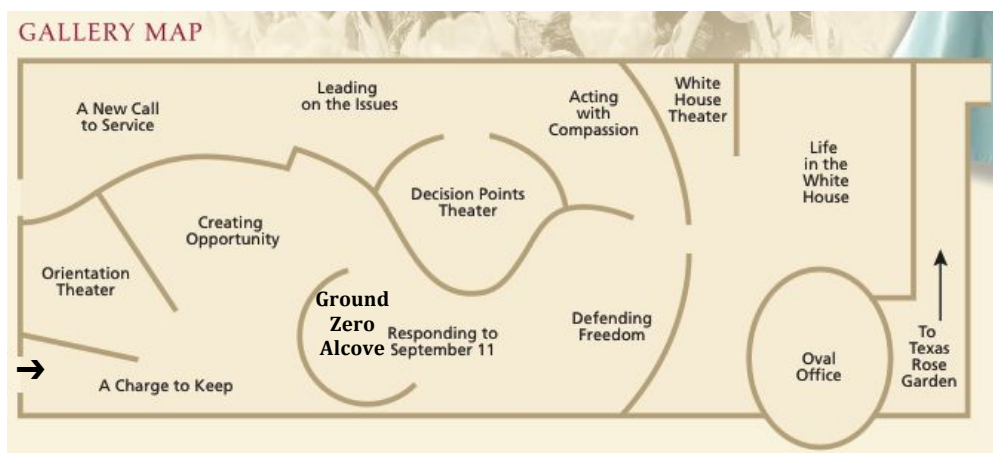 GALLERY MAP
A New Call
to Service
Leading
on the Issues
Acting
with
Compassion
White
House
Theater
Life
in the
White
House
Decision Points
Theater
Creating
Opportunity
Orientation
Theater
Ground
Zero
Alcove
Responding to
September 11
Defending
Freedom
A Charge to Keep
Oval
Office
To
Texas
Rose
Garden